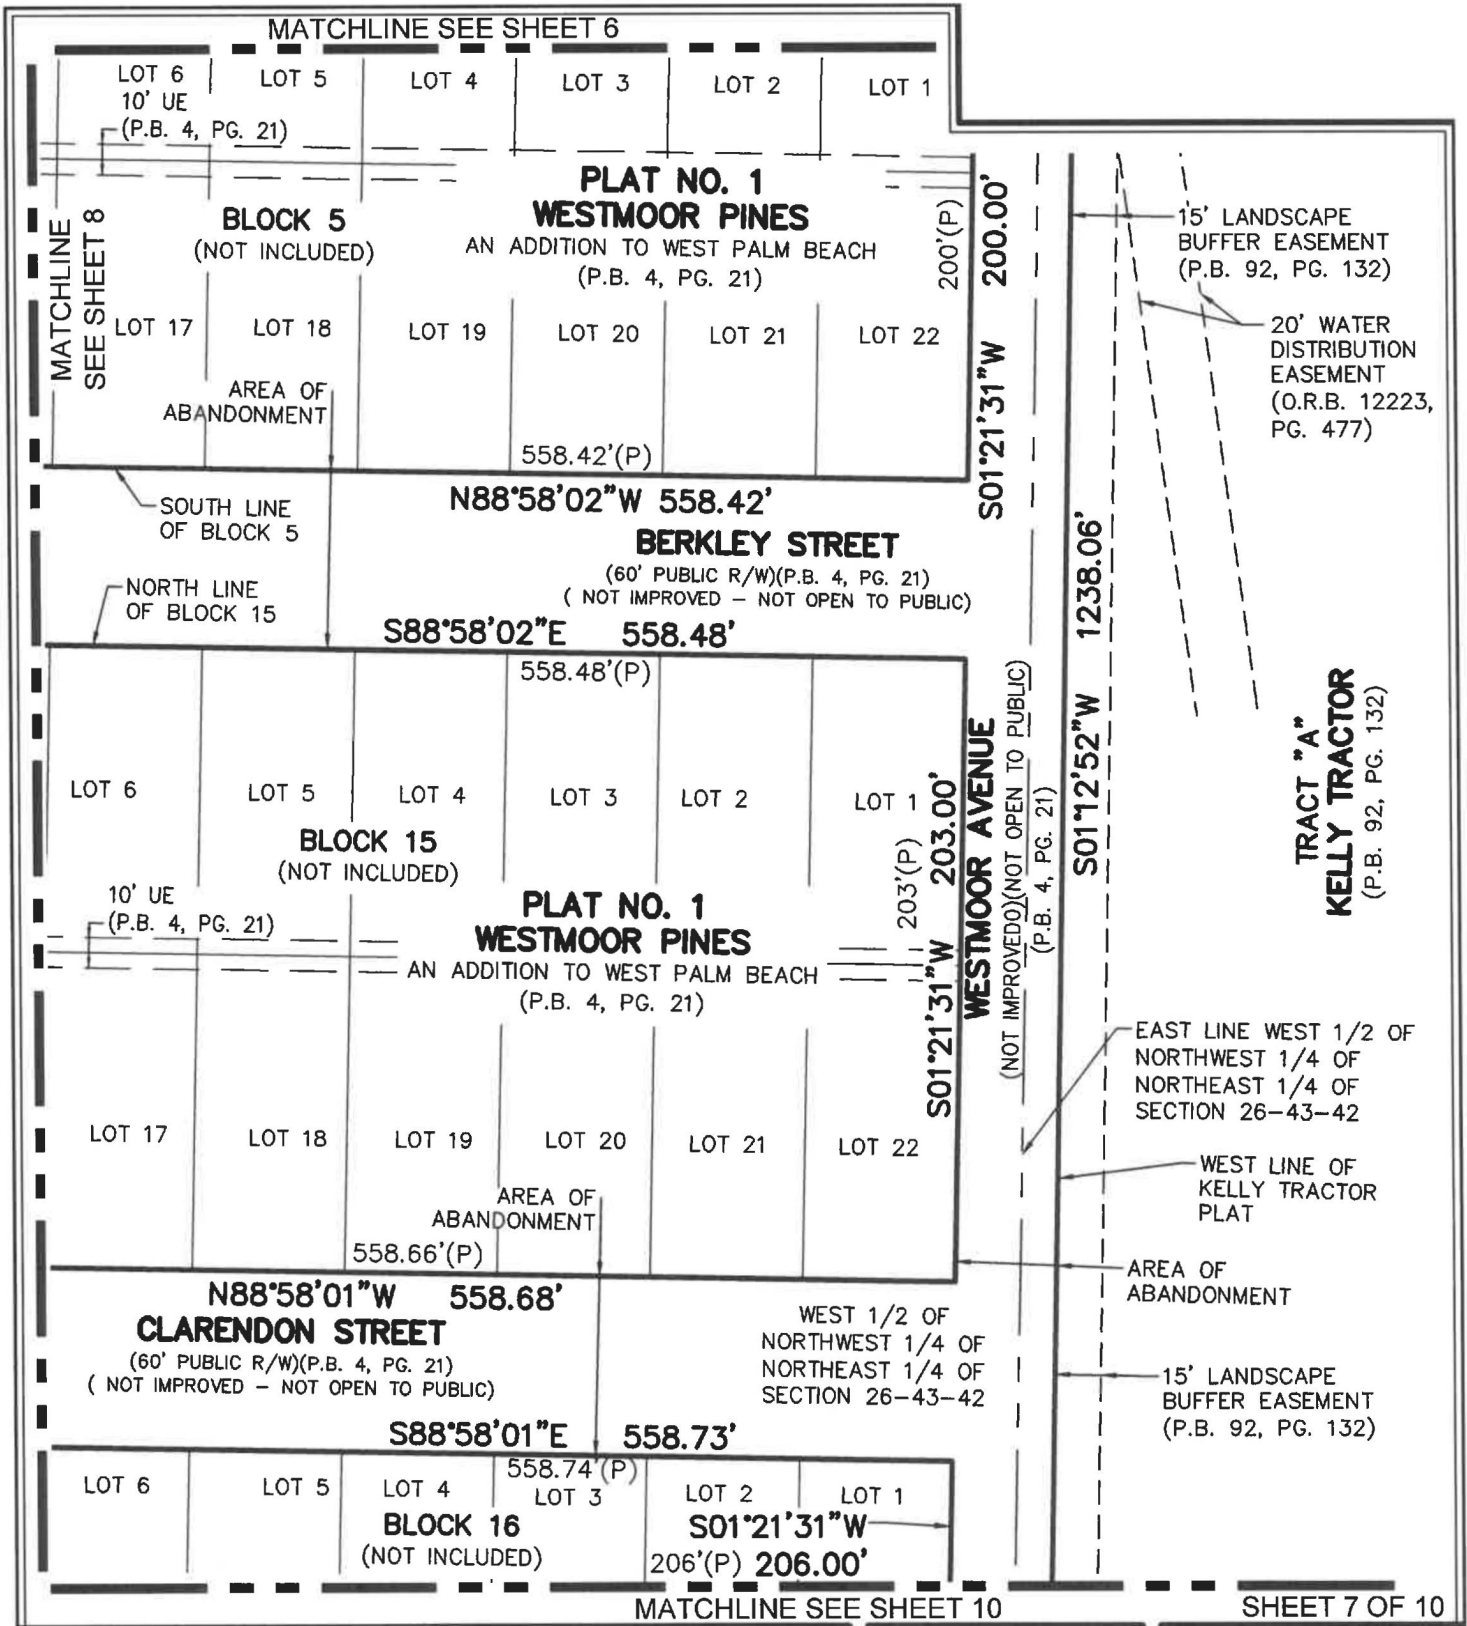 MATCHLINE SEE SHEET 6
LOT 6
LOT 5
LOT 4
LOT 3
LOT 2
LOT 1
10' UE
(P.B. 4, PG. 21)
MATCHLINE
SEE SHEET 8
BLOCK 5
(NOT INCLUDED)
PLAT NO. 1
WESTMOOR PINES
AN ADDITION TO WEST PALM BEACH
(P.B. 4, PG. 21)
200'(P)
S01°21'31"W 200.00'
15' LANDSCAPE
BUFFER EASEMENT
(P.B. 92, PG. 132)
20' WATER
DISTRIBUTION
EASEMENT
(O.R.B. 12223,
PG. 477)
LOT 17
LOT 18
LOT 19
LOT 20
LOT 21
LOT 22
AREA OF
ABANDONMENT
558.42'(P)
N88°58'02"W 558.42'
SOUTH LINE
OF BLOCK 5
BERKLEY STREET
(60' PUBLIC R/W)(P.B. 4, PG. 21)
( NOT IMPROVED – NOT OPEN TO PUBLIC)
NORTH LINE
OF BLOCK 15
S88°58'02"E 558.48'
558.48'(P)
S01°12'52"W 1238.06'
TRACT "A"
KELLY TRACTOR
(P.B. 92, PG. 132)
WESTMOOR AVENUE
(NOT IMPROVEDO)(NOT OPEN TO PUBLIC)
(P.B. 4, PG. 21)
LOT 6
LOT 5
LOT 4
LOT 3
LOT 2
LOT 1
BLOCK 15
(NOT INCLUDED)
203'(P)
S01°21'31"W 203.00'
10' UE
(P.B. 4, PG. 21)
PLAT NO. 1
WESTMOOR PINES
AN ADDITION TO WEST PALM BEACH
(P.B. 4, PG. 21)
EAST LINE WEST 1/2 OF
NORTHWEST 1/4 OF
NORTHEAST 1/4 OF
SECTION 26–43–42
LOT 17
LOT 18
LOT 19
LOT 20
LOT 21
LOT 22
WEST LINE OF
KELLY TRACTOR
PLAT
AREA OF
ABANDONMENT
558.66'(P)
N88°58'01"W 558.68'
AREA OF
ABANDONMENT
CLARENDON STREET
(60' PUBLIC R/W)(P.B. 4, PG. 21)
( NOT IMPROVED – NOT OPEN TO PUBLIC)
WEST 1/2 OF
NORTHWEST 1/4 OF
NORTHEAST 1/4 OF
SECTION 26–43–42
15' LANDSCAPE
BUFFER EASEMENT
(P.B. 92, PG. 132)
S88°58'01"E 558.73'
558.74'(P)
LOT 6
LOT 5
LOT 4
LOT 3
LOT 2
LOT 1
BLOCK 16
(NOT INCLUDED)
S01°21'31"W
206'(P) 206.00'
MATCHLINE SEE SHEET 10
SHEET 7 OF 10